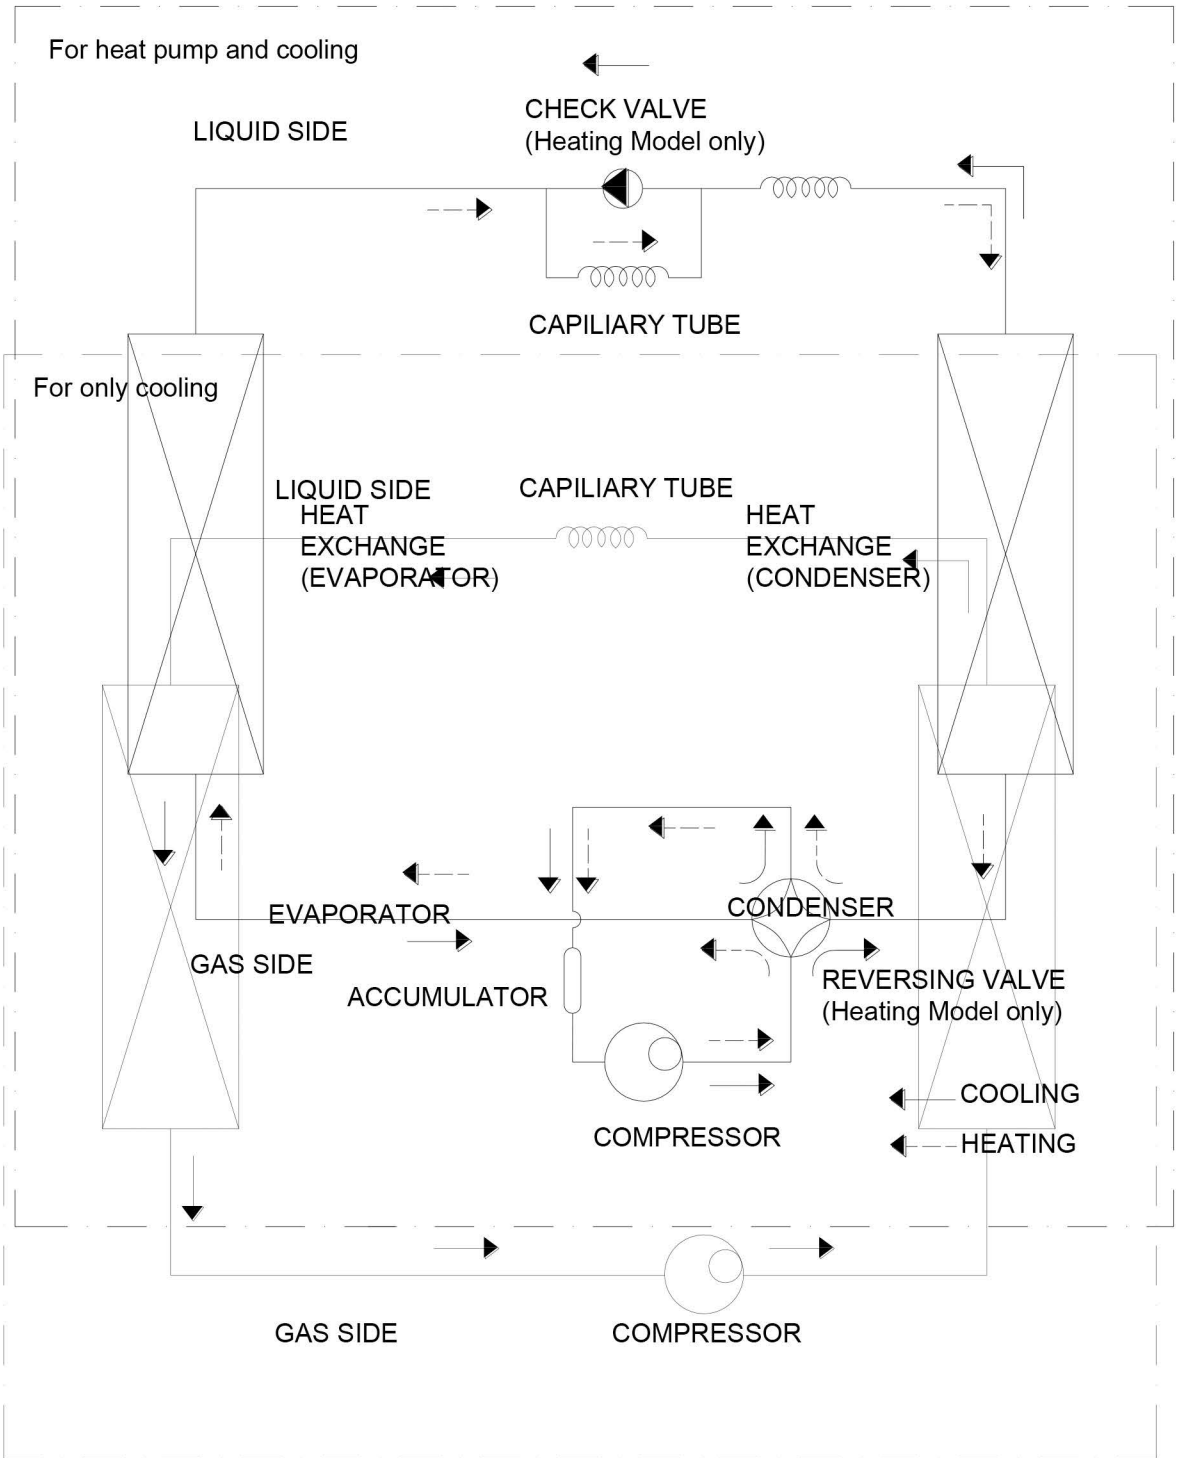 For heat pump and cooling
CHECK VALVE
(Heating Model only)
LIQUID SIDE
CAPILIARY TUBE
For only cooling
LIQUID SIDE
CAPILIARY TUBE
HEAT
EXCHANGE
(EVAPORATOR)
HEAT
EXCHANGE
(CONDENSER)
EVAPORATOR
CONDENSER
GAS SIDE
ACCUMULATOR
REVERSING VALVE
(Heating Model only)
COOLING
COMPRESSOR
HEATING
GAS SIDE
COMPRESSOR